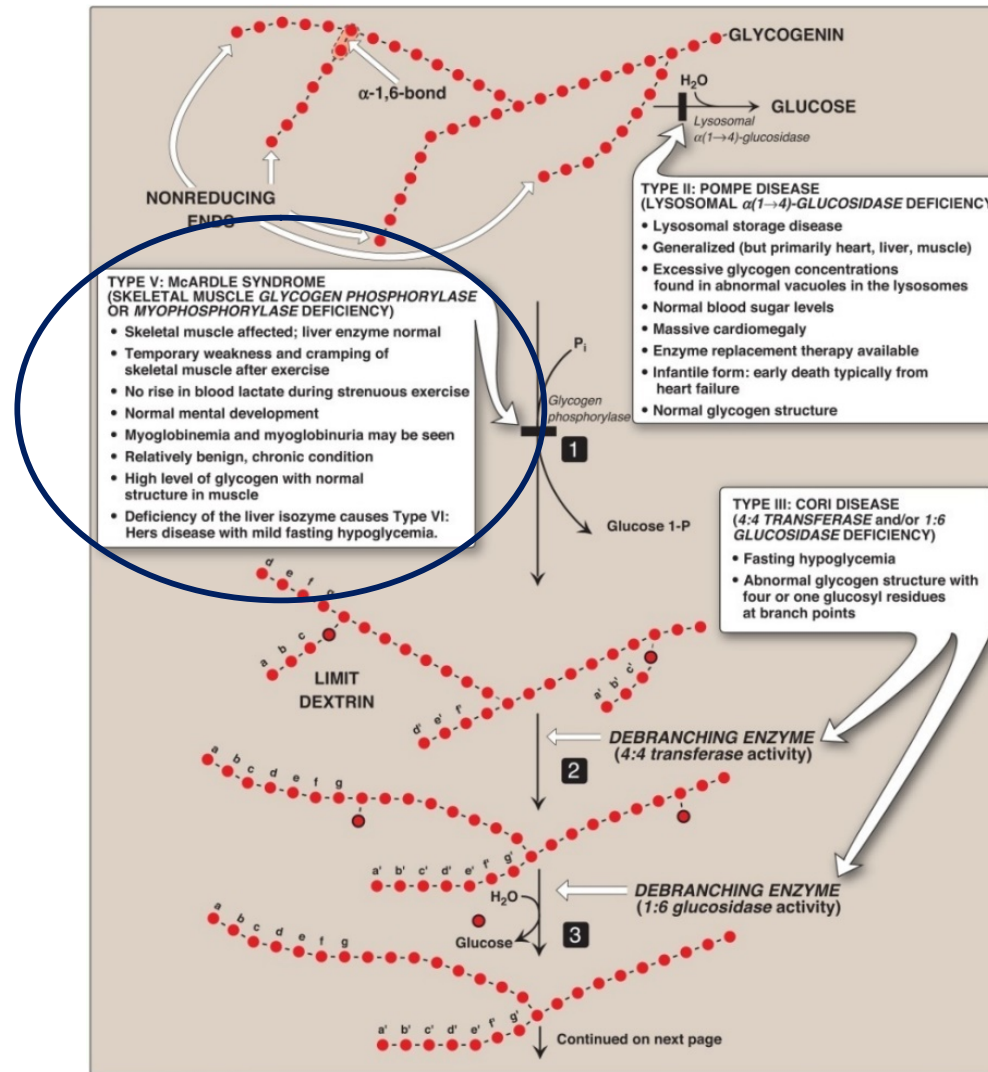 GLYCOGENIN
α-1,6-bond
H2O
GLUCOSE
Lysosomal
α(1→4)-glucosidase
NONREDUCING
ENDS
TYPE II: POMPE DISEASE
(LYSOSOMAL α(1→4)-GLUCOSIDASE DEFICIENCY
• Lysosomal storage disease
• Generalized (but primarily heart, liver, muscle)
• Excessive glycogen concentrations
found in abnormal vacuoles in the lysosomes
• Normal blood sugar levels
• Massive cardiomegaly
• Enzyme replacement therapy available
• Infantile form: early death typically from
heart failure
• Normal glycogen structure
TYPE V: McARDLE SYNDROME
(SKELETAL MUSCLE GLYCOGEN PHOSPHORYLASE
OR MYOPHOSPHORYLASE DEFICIENCY)
• Skeletal muscle affected; liver enzyme normal
• Temporary weakness and cramping of
skeletal muscle after exercise
• No rise in blood lactate during strenuous exercise
• Normal mental development
• Myoglobinemia and myoglobinuria may be seen
• Relatively benign, chronic condition
• High level of glycogen with normal
structure in muscle
• Deficiency of the liver isozyme causes Type VI:
Hers disease with mild fasting hypoglycemia.
Pi
Glycogen
phosphorylase
1
Glucose 1-P
TYPE III: CORI DISEASE
(4:4 TRANSFERASE and/or 1:6
GLUCOSIDASE DEFICIENCY)
• Fasting hypoglycemia
• Abnormal glycogen structure with
four or one glucosyl residues
at branch points
d e f g
a b c
LIMIT
DEXTRIN
a' b' c'
d' e' f'
DEBRANCHING ENZYME
(4:4 transferase activity)
2
a b c d e f g
a' b' c' d' e' f' g'
H2O
DEBRANCHING ENZYME
(1:6 glucosidase activity)
Glucose
3
a b c d e f g
a' b' c' d' e' f' g'
Continued on next page